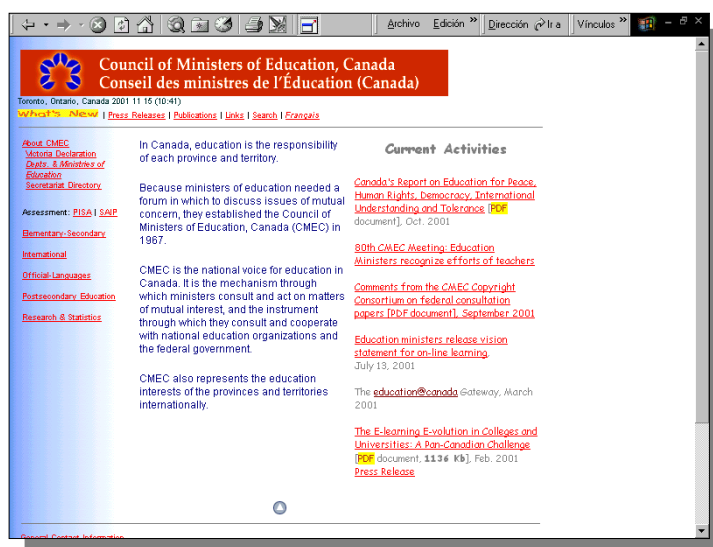 Archivo Edición » Dirección Ir a Vínculos »
Council of Ministers of Education, Canada
Conseil des ministres de l'Éducation (Canada)
Toronto, Ontario, Canada 2001 11 15 (10:41)
What's New | Press Releases | Publications | Links | Search | Français
About CMEC
Victoria Declaration
Depts. & Ministries of
Education
Secretariat Directory
Assessment: PISA | SAIP
Elementary-Secondary
International
Official-Languages
Postsecondary Education
Research & Statistics
In Canada, education is the responsibility
of each province and territory.
Because ministers of education needed a
forum in which to discuss issues of mutual
concern, they established the Council of
Ministers of Education, Canada (CMEC) in
1967.
CMEC is the national voice for education in
Canada. It is the mechanism through
which ministers consult and act on matters
of mutual interest, and the instrument
through which they consult and cooperate
with national education organizations and
the federal government.
CMEC also represents the education
interests of the provinces and territories
internationally.
Current Activities
Canada's Report on Education for Peace,
Human Rights, Democracy, International
Understanding and Tolerance [PDF
document], Oct. 2001
80th CMEC Meeting: Education
Ministers recognize efforts of teachers
Comments from the CMEC Copyright
Consortium on federal consultation
papers [PDF document], September 2001
Education ministers release vision
statement for on-line learning,
July 13, 2001
The education@canada Gateway, March
2001
The E-learning E-volution in Colleges and
Universities: A Pan-Canadian Challenge
[PDF document, 1136 Kb], Feb. 2001
Press Release
General Contact Information